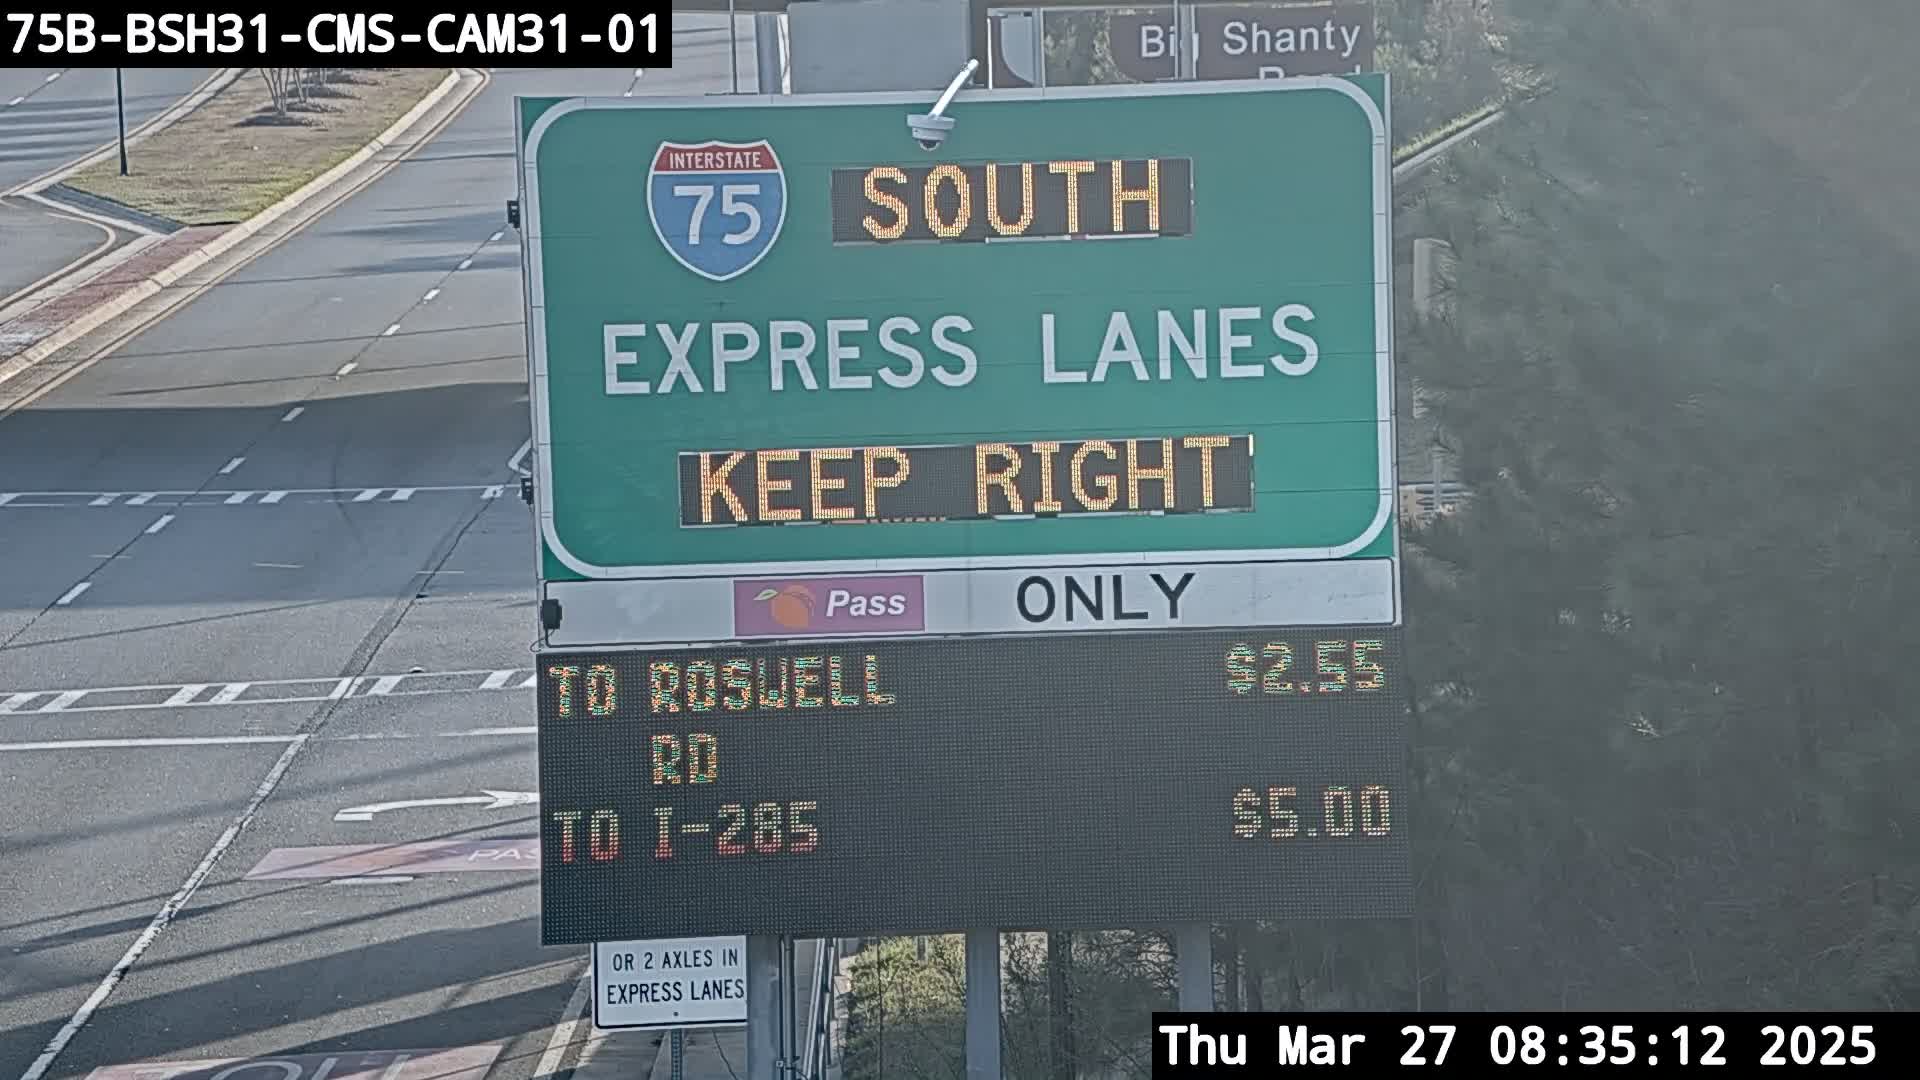 75B-BSH31-CMS-CAM31-01
Big Shanty
INTERSTATE
75
SOUTH
EXPRESS LANES
KEEP RIGHT
Pass
ONLY
TO ROSWELL $2.55
RD
TO I-285 $5.00
OR 2 AXLES IN
EXPRESS LANES
Thu Mar 27 08:35:12 2025